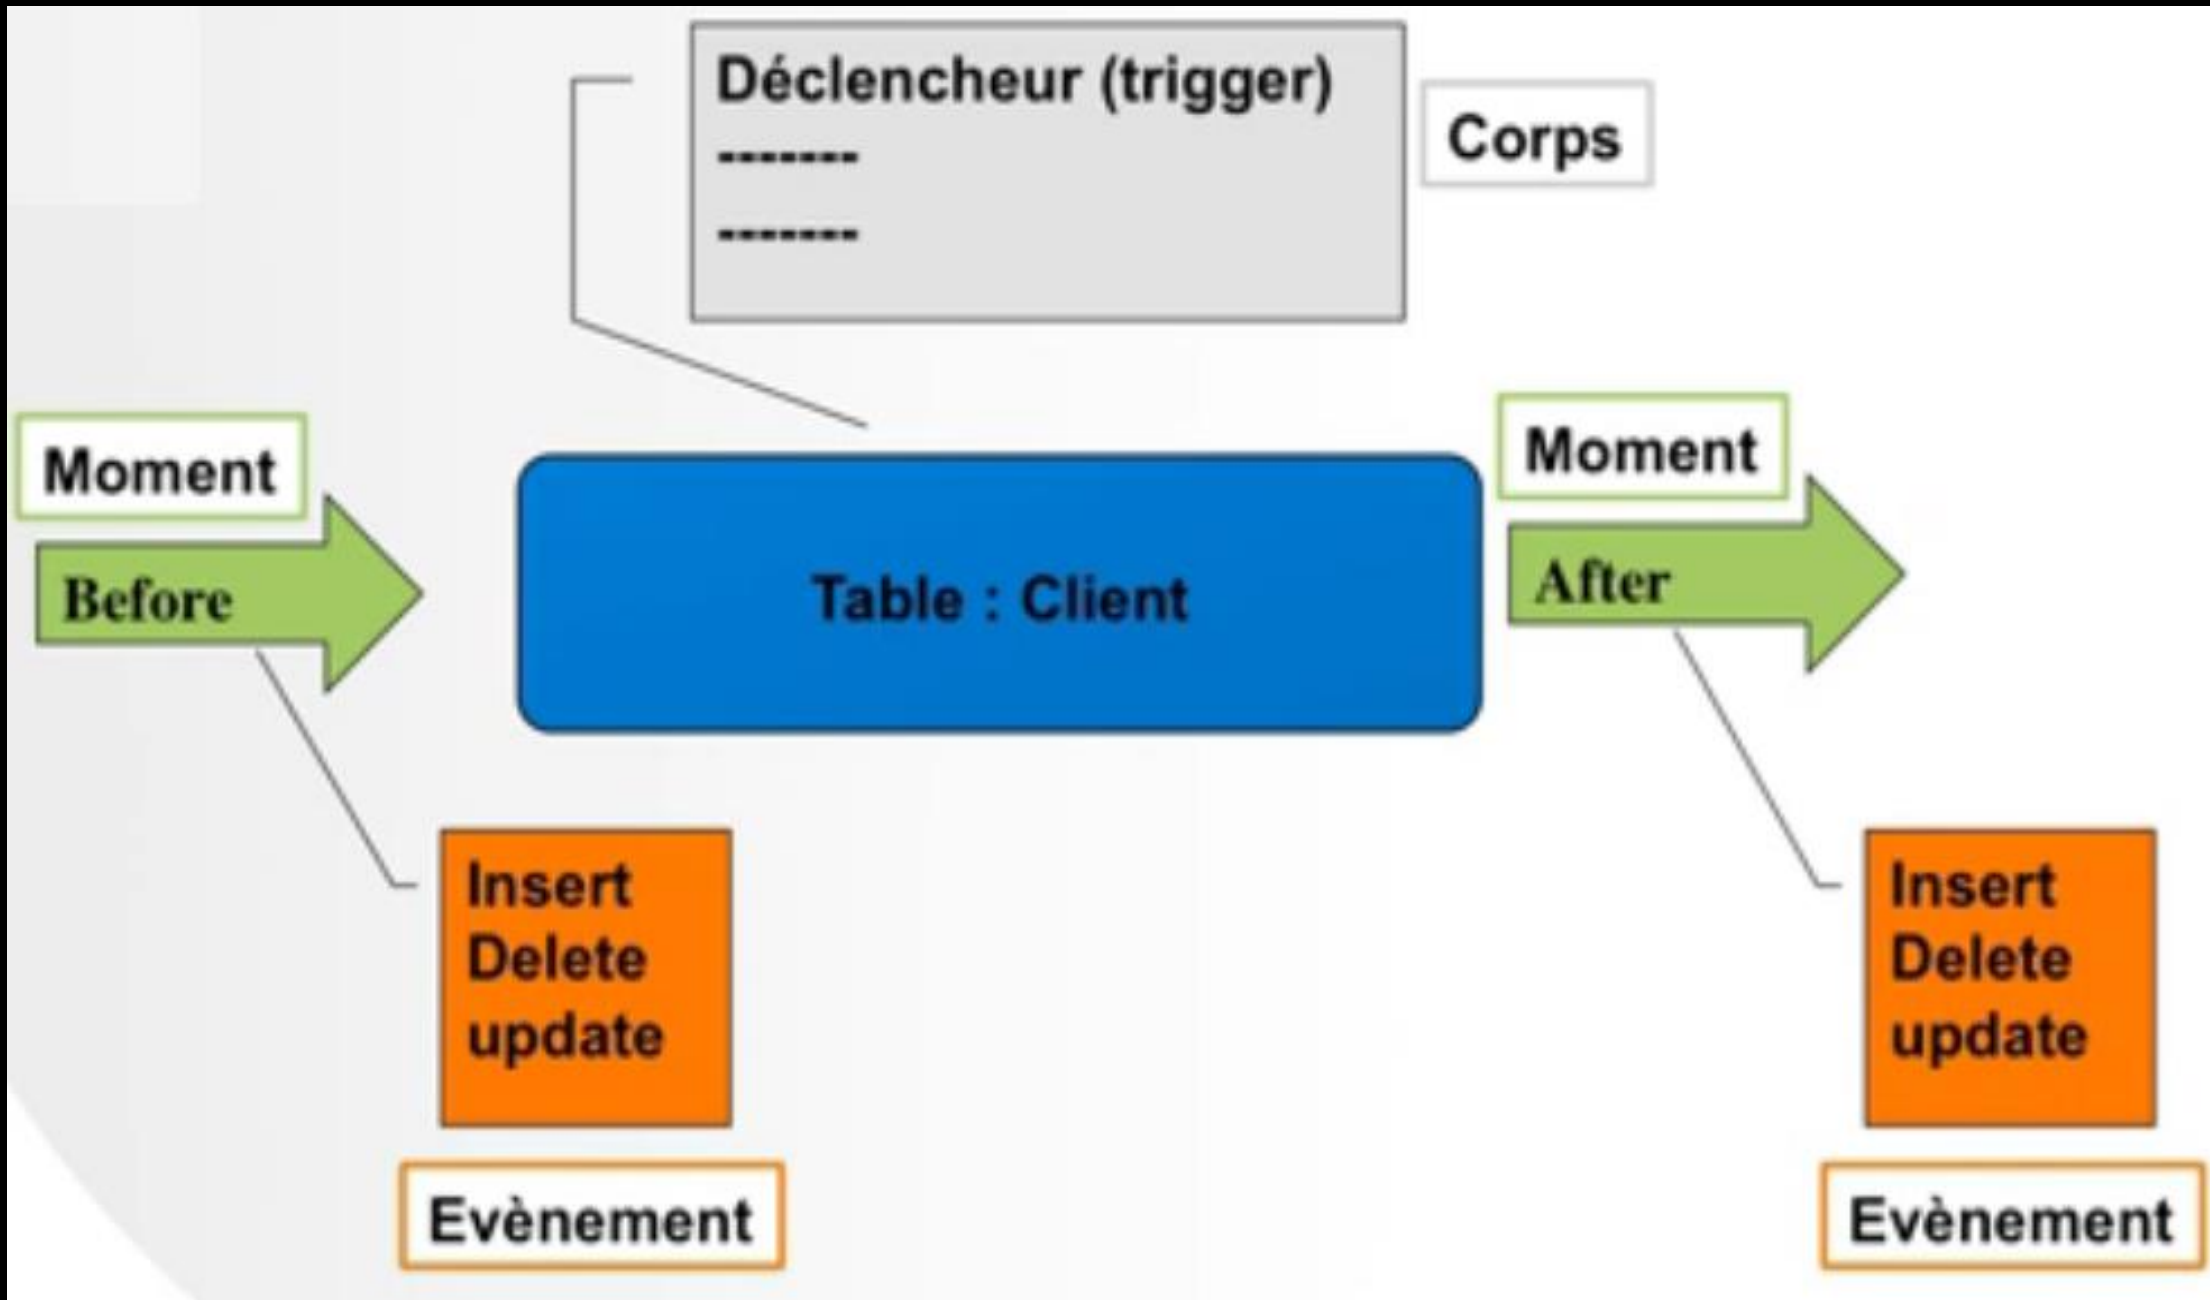 Déclencheur (trigger)
-------
-------
Corps
Moment
Before
Table : Client
Moment
After
Insert
Delete
update
Evènement
Insert
Delete
update
Evènement